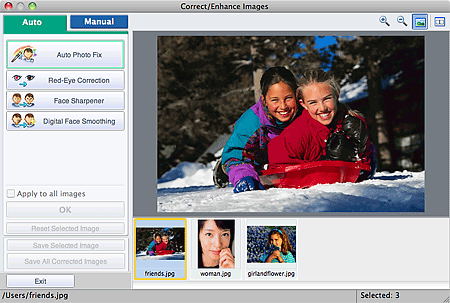 Correct/Enhance Images
Auto
Manual
Auto Photo Fix
Red-Eye Correction
Face Sharpener
Digital Face Smoothing
Apply to all images
OK
Reset Selected Image
Save Selected Image
Save All Corrected Images
Exit
friends.jpg
woman.jpg
girlandflower.jpg
/Users/friends.jpg
Selected: 3